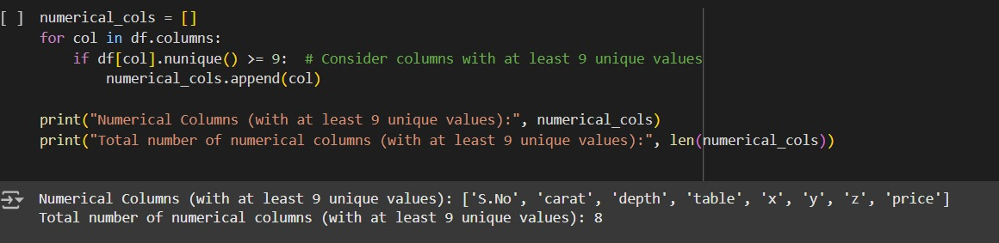 [ ] numerical_cols = []
for col in df.columns:
    if df[col].nunique() >= 9:  # Consider columns with at least 9 unique values
        numerical_cols.append(col)
print("Numerical Columns (with at least 9 unique values):", numerical_cols)
print("Total number of numerical columns (with at least 9 unique values):", len(numerical_cols))
Numerical Columns (with at least 9 unique values): ['S.No', 'carat', 'depth', 'table', 'x', 'y', 'z', 'price']
Total number of numerical columns (with at least 9 unique values): 8